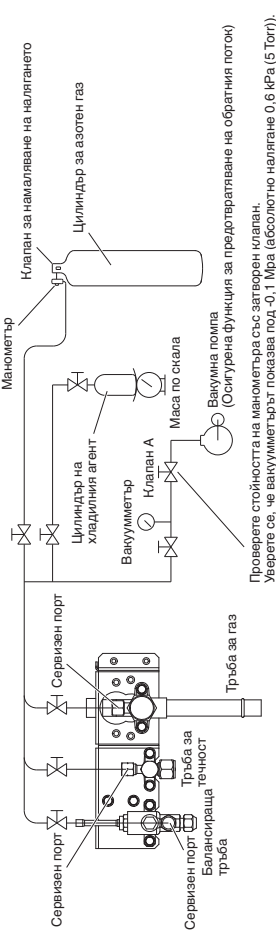 Манометър
Клапан за намаляване на налягането
Цилиндър за азотен газ
Цилиндър на
хладилния агент
Маса по скала
Вакуумметър
Клапан A
Вакумна помпа
(Осигурена функция за предотвратяване на обратния поток)
Проверете стойността на манометъра със затворен клапан.
Уверете се, че вакуумметърът показва под -0,1 Mpa (абсолютно налягане 0,6 kPa (5 Torr)).
Сервизен порт
Сервизен порт
Тръба за газ
Тръба за
течност
Сервизен порт
Балансираща
тръба